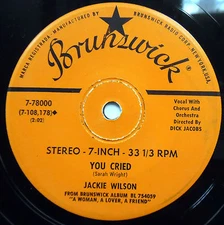 MARCA REGISTRADA · MANUFACTURED BY BRUNSWICK RADIO CORP.
Brunswick
7-78000
(7-108,178)◆
(2:02)
Vocal With
Chorus And
Orchestra
Directed By
DICK JACOBS
STEREO - 7-INCH - 33 1/3 RPM
YOU CRIED
(Sarah Wright)
JACKIE WILSON
FROM BRUNSWICK ALBUM BL 754059
"A WOMAN, A LOVER, A FRIEND"